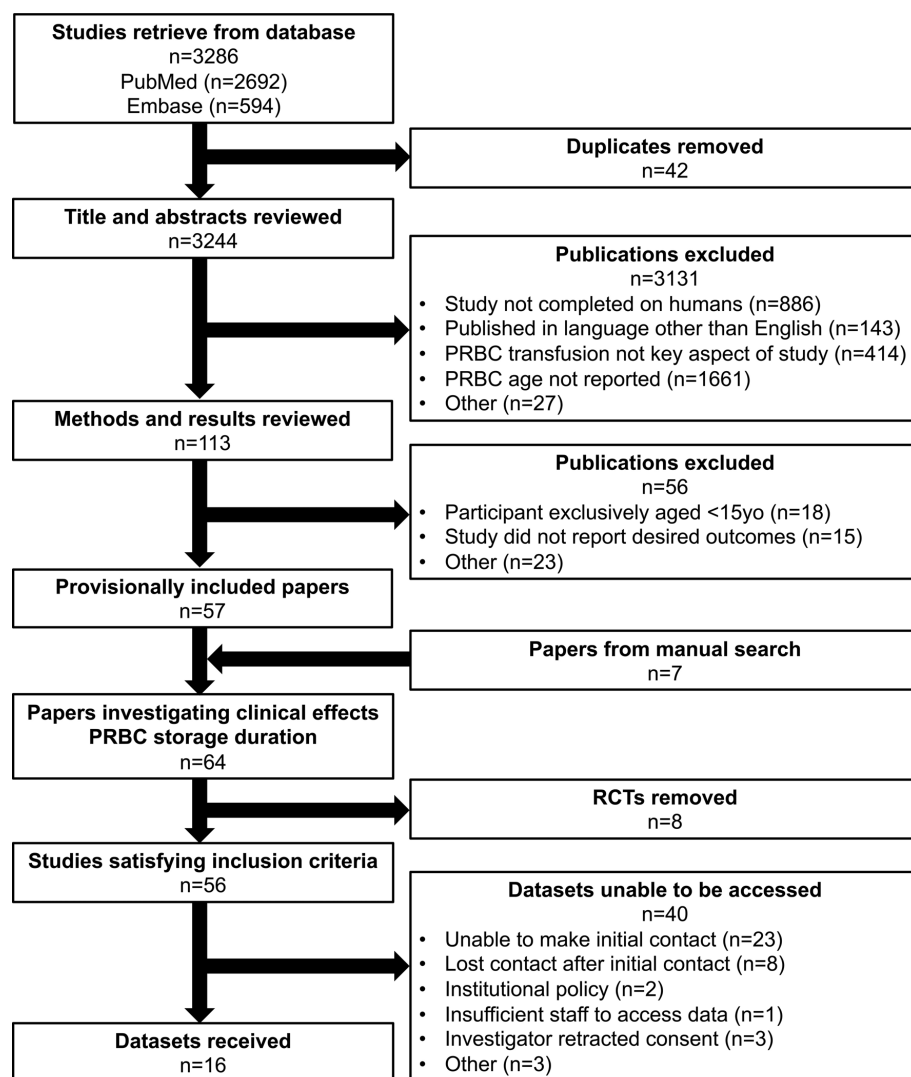 Studies retrieve from database
n=3286
PubMed (n=2692)
Embase (n=594)
Duplicates removed
n=42
Title and abstracts reviewed
n=3244
Publications excluded
n=3131
• Study not completed on humans (n=886)
• Published in language other than English (n=143)
• PRBC transfusion not key aspect of study (n=414)
• PRBC age not reported (n=1661)
• Other (n=27)
Methods and results reviewed
n=113
Publications excluded
n=56
• Participant exclusively aged <15yo (n=18)
• Study did not report desired outcomes (n=15)
• Other (n=23)
Provisionally included papers
n=57
Papers from manual search
n=7
Papers investigating clinical effects
PRBC storage duration
n=64
RCTs removed
n=8
Studies satisfying inclusion criteria
n=56
Datasets unable to be accessed
n=40
• Unable to make initial contact (n=23)
• Lost contact after initial contact (n=8)
• Institutional policy (n=2)
• Insufficient staff to access data (n=1)
• Investigator retracted consent (n=3)
• Other (n=3)
Datasets received
n=16